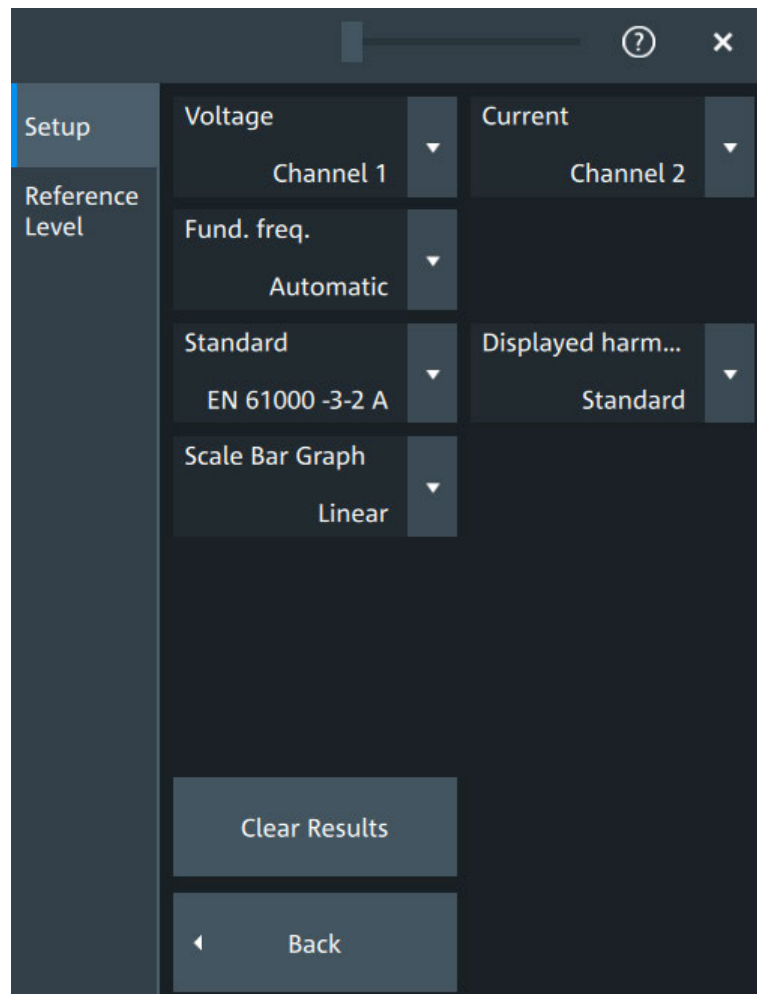 ?
Setup
Reference
Level
Voltage
Channel 1
Current
Channel 2
Fund. freq.
Automatic
Standard
EN 61000 -3-2 A
Displayed harm...
Standard
Scale Bar Graph
Linear
Clear Results
Back